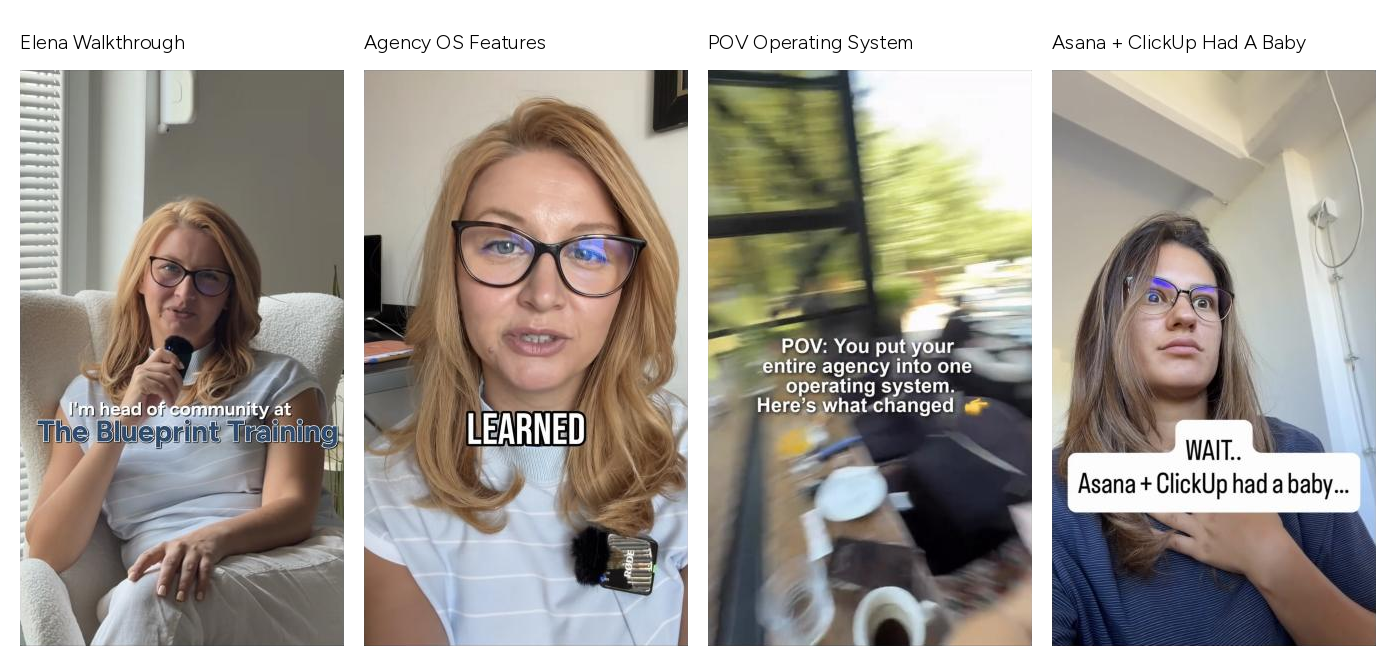 Elena Walkthrough
Agency OS Features
POV Operating System
Asana + ClickUp Had A Baby
I'm head of community at
The Blueprint Training
LEARNED
RØDE
POV: You put your
entire agency into one
operating system.
Here's what changed 👉
WAIT..
Asana + ClickUp had a baby...